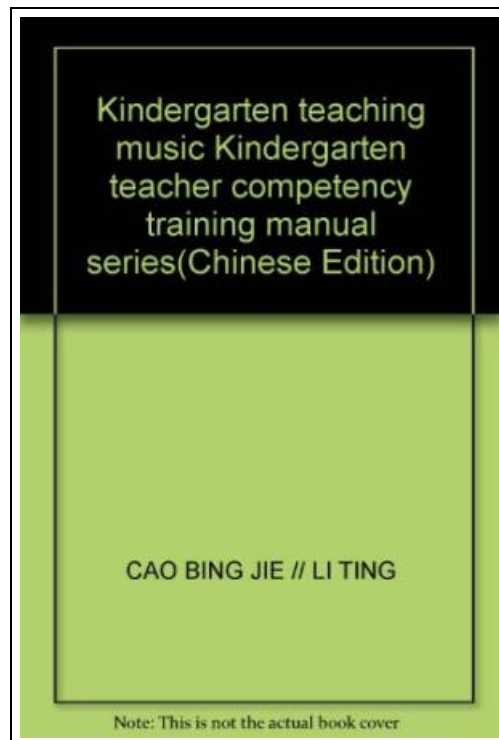 Kindergarten teaching
music Kindergarten
teacher competency
training manual
series(Chinese Edition)
CAO BING JIE // LI TING
Note: This is not the actual book cover